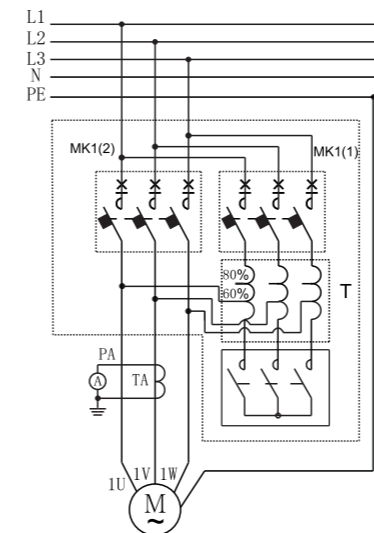 L1
L2
L3
N
PE
MK1(2)
MK1(1)
80%
60%
T
PA
A
TA
1U
1V
1W
M
~